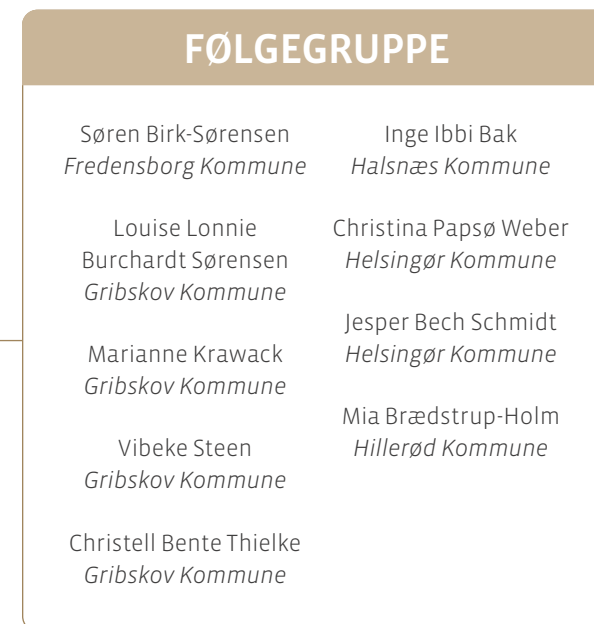 FØLGEGRUPPE
Søren Birk-Sørensen
Fredensborg Kommune
Louise Lonnie
Burchardt Sørensen
Gribskov Kommune
Marianne Krawack
Gribskov Kommune
Vibeke Steen
Gribskov Kommune
Christell Bente Thielke
Gribskov Kommune
Inge Ibbi Bak
Halsnæs Kommune
Christina Papsø Weber
Helsingør Kommune
Jesper Bech Schmidt
Helsingør Kommune
Mia Brædstrup-Holm
Hillerød Kommune